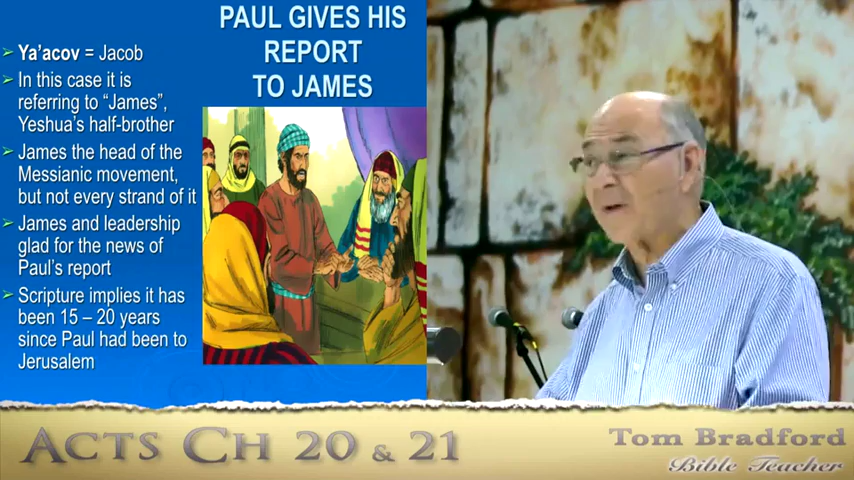 PAUL GIVES HIS
REPORT
TO JAMES
➢ Ya'acov = Jacob
➢ In this case it is
referring to “James”,
Yeshua's half-brother
➢ James the head of the
Messianic movement,
but not every strand of it
➢ James and leadership
glad for the news of
Paul's report
➢ Scripture implies it has
been 15 – 20 years
since Paul had been to
Jerusalem
ACTS CH 20 & 21
Tom Bradford
Bible Teacher